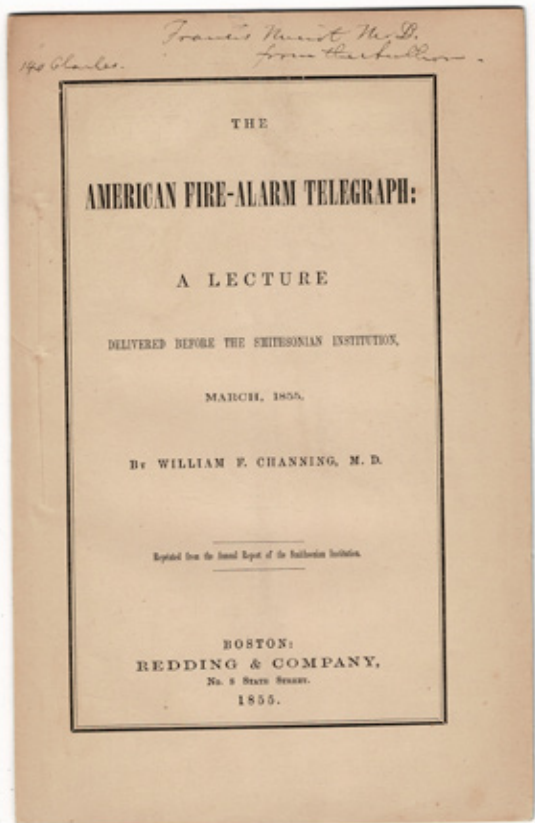 Francis Minot M.D.
from the Author.
140 Charles.
THE
AMERICAN FIRE-ALARM TELEGRAPH:
A LECTURE
DELIVERED BEFORE THE SMITHSONIAN INSTITUTION,
MARCH, 1855,
BY WILLIAM F. CHANNING, M. D.
Reprinted from the Annual Report of the Smithsonian Institution.
BOSTON:
REDDING & COMPANY,
No. 8 STATE STREET.
1855.